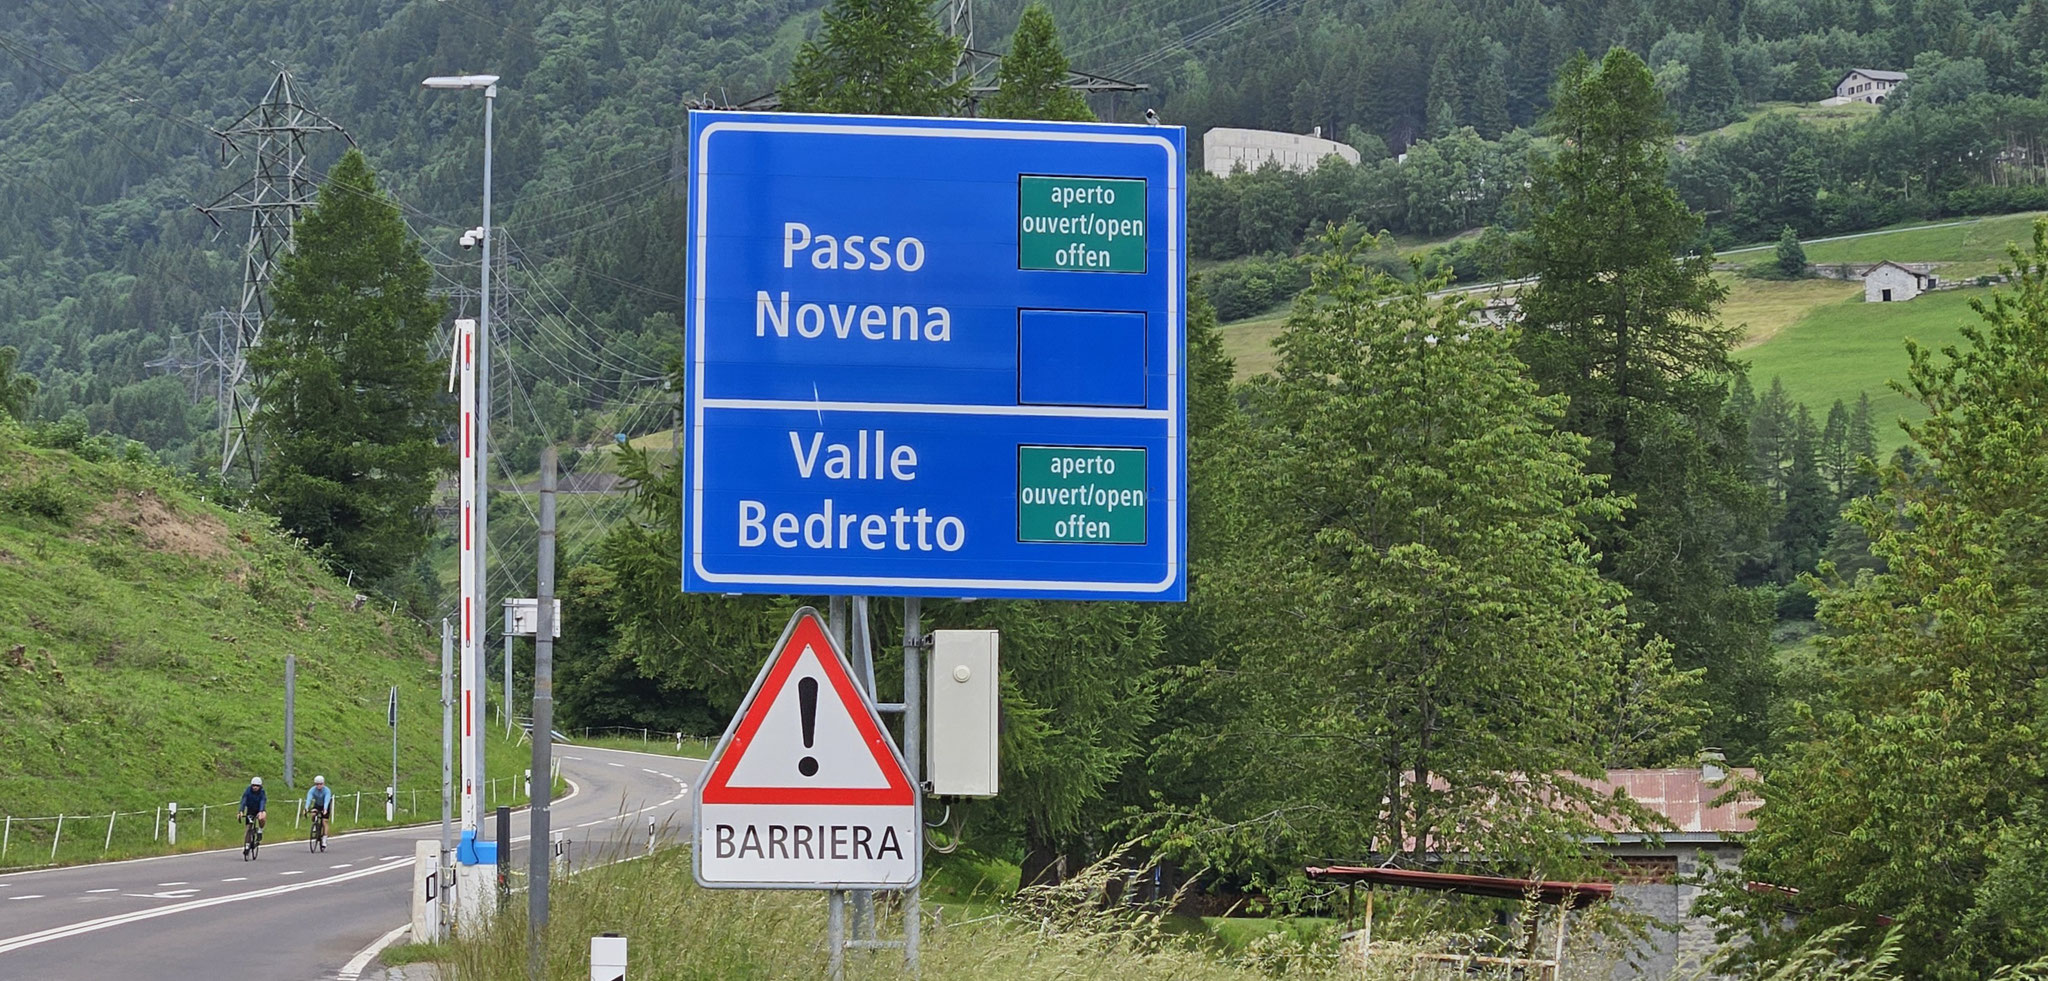 Passo
Novena
aperto
ouvert/open
offen
Valle
Bedretto
aperto
ouvert/open
offen
BARRIERA